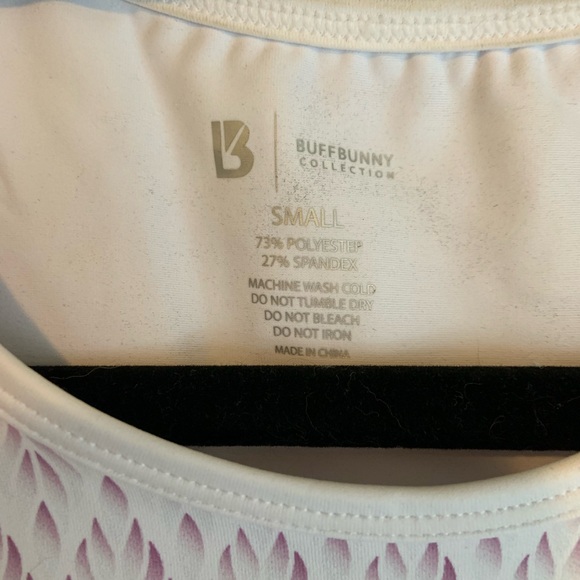 B
BUFFBUNNY
COLLECTION
SMALL
73% POLYESTER
27% SPANDEX
MACHINE WASH COLD
DO NOT TUMBLE DRY
DO NOT BLEACH
DO NOT IRON
MADE IN CHINA